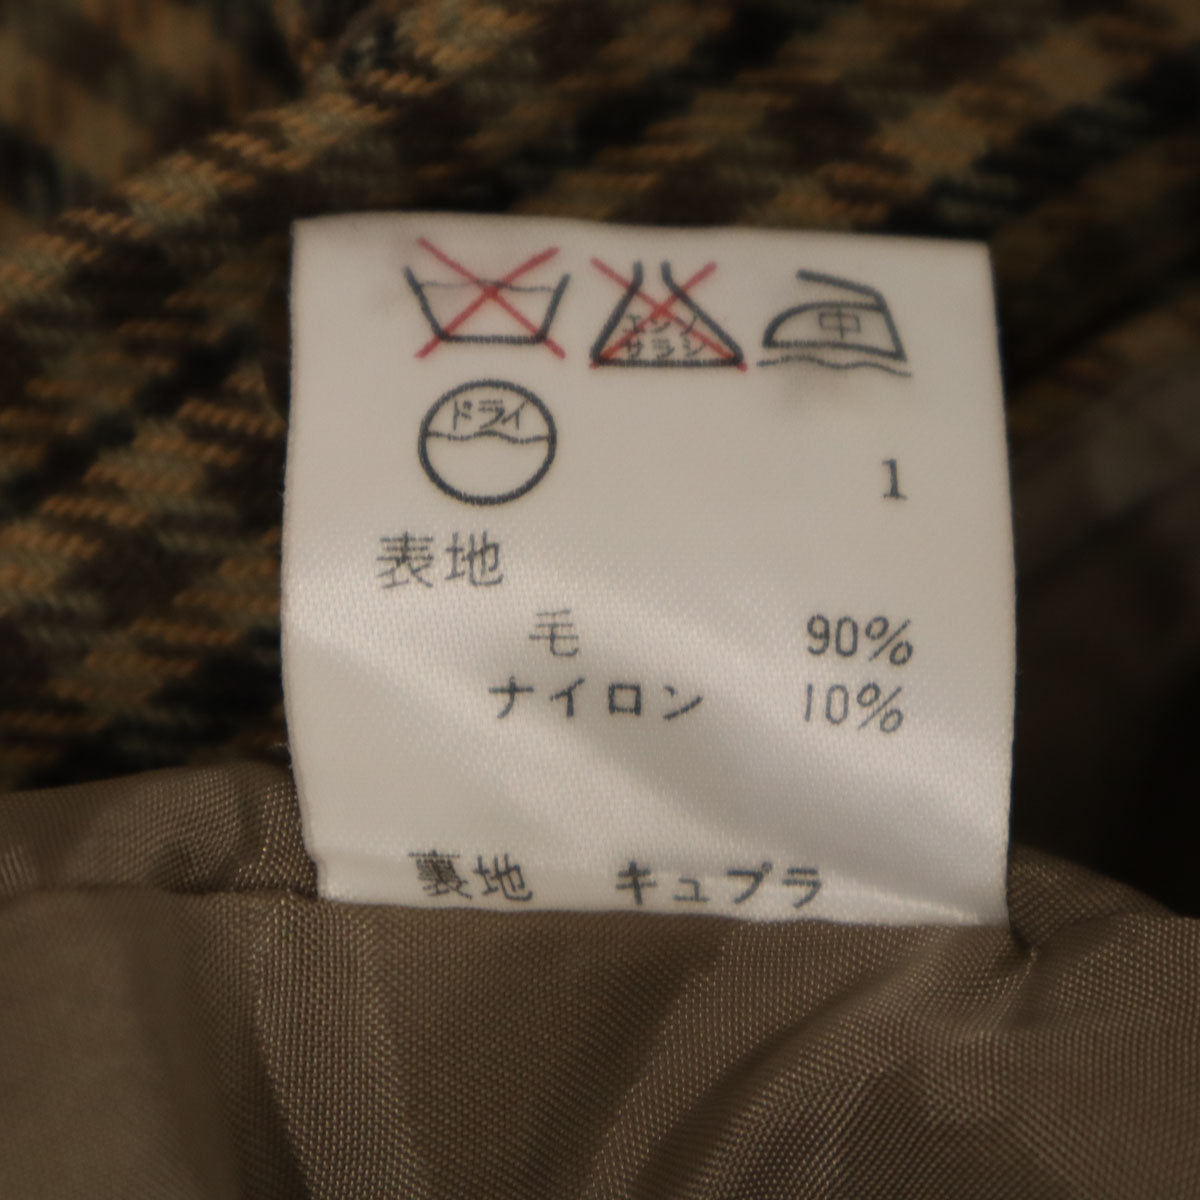 エンソ サラシ 中
ドライ
1
表地
毛 90%
ナイロン 10%
裏地 キュプラ